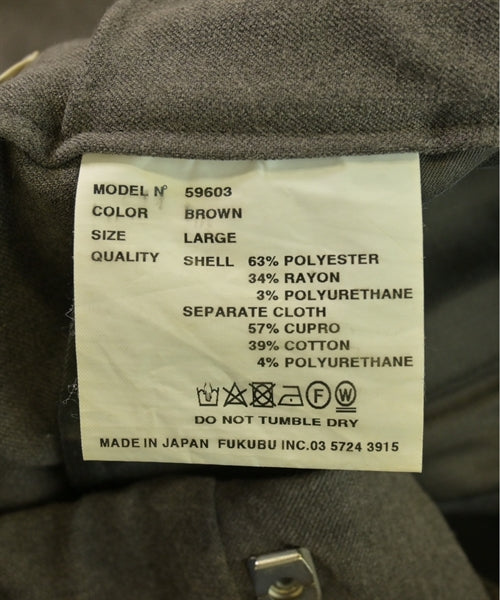 MODEL Nº 59603
COLOR BROWN
SIZE LARGE
QUALITY SHELL 63% POLYESTER
34% RAYON
3% POLYURETHANE
SEPARATE CLOTH
57% CUPRO
39% COTTON
4% POLYURETHANE
F W
DO NOT TUMBLE DRY
MADE IN JAPAN FUKUBU INC.03 5724 3915